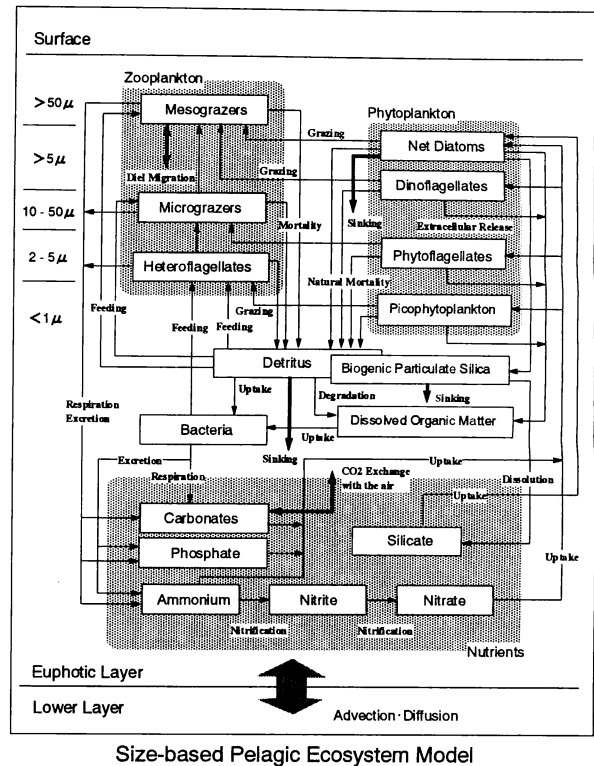 Surface
Zooplankton
>50μ
Mesograzers
Phytoplankton
Grazing
Net Diatoms
>5μ
Diel Migration
Grazing
Dinoflagellates
Sinking
10 - 50μ
Micrograzers
Mortality
Extracellular Release
2 - 5μ
Heteroflagellates
Phytoflagellates
Natural Mortality
Feeding
Grazing
Picophytoplankton
<1μ
Feeding
Feeding
Detritus
Biogenic Particulate Silica
Uptake
Degradation
Sinking
Respiration
Excretion
Bacteria
Uptake
Dissolved Organic Matter
Excretion
Sinking
Uptake
Respiration
CO2 Exchange
with the air
Dissolution
Carbonates
Uptake
Phosphate
Silicate
Uptake
Ammonium
Nitrite
Nitrate
Nitrification
Nitrification
Nutrients
Euphotic Layer
Lower Layer
Advection · Diffusion
Size-based Pelagic Ecosystem Model